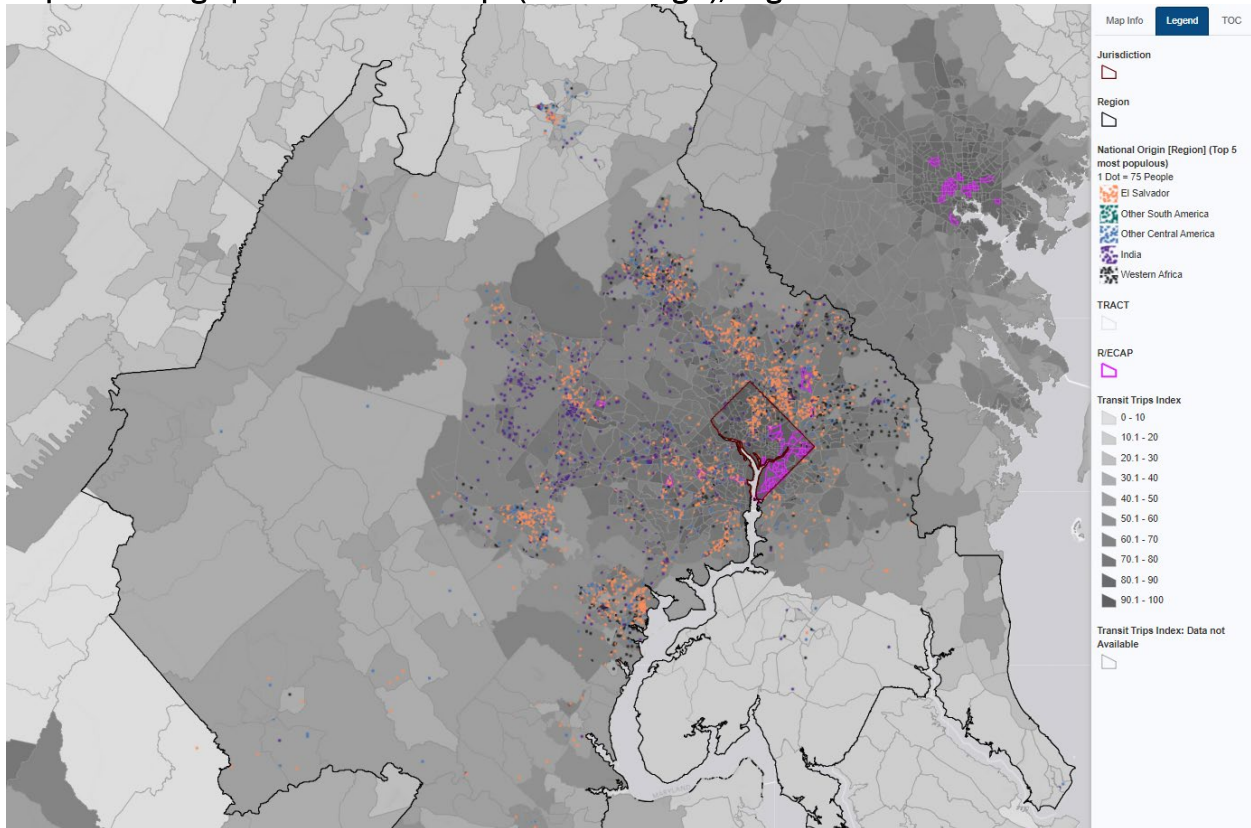 Map Info
Legend
TOC
Jurisdiction
Region
National Origin [Region] (Top 5
most populous)
1 Dot = 75 People
El Salvador
Other South America
Other Central America
India
Western Africa
TRACT
R/ECAP
Transit Trips Index
0 - 10
10.1 - 20
20.1 - 30
30.1 - 40
40.1 - 50
50.1 - 60
60.1 - 70
70.1 - 80
80.1 - 90
90.1 - 100
Transit Trips Index: Data not
Available
MARYLAND